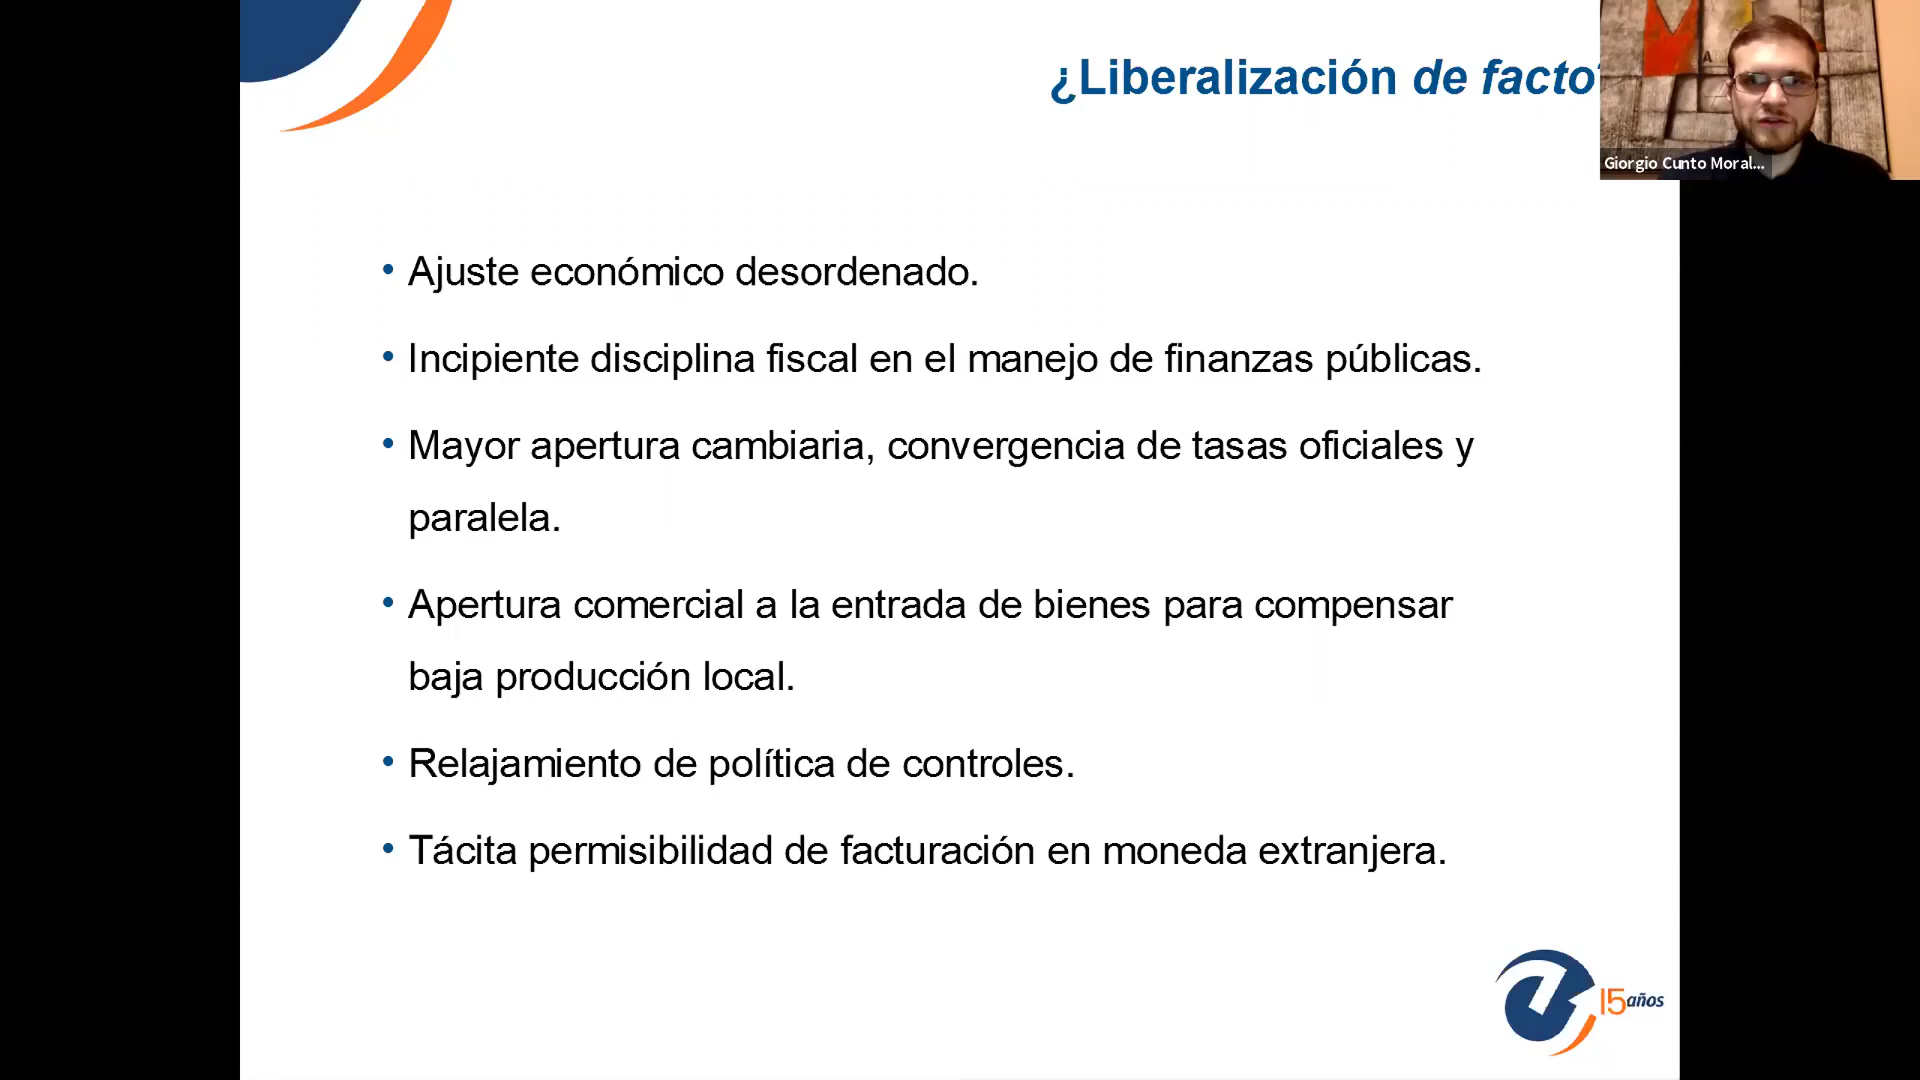 ¿Liberalización de facto?
Giorgio Cunto Moral...
• Ajuste económico desordenado.
• Incipiente disciplina fiscal en el manejo de finanzas públicas.
• Mayor apertura cambiaria, convergencia de tasas oficiales y
paralela.
• Apertura comercial a la entrada de bienes para compensar
baja producción local.
• Relajamiento de política de controles.
• Tácita permisibilidad de facturación en moneda extranjera.
15años